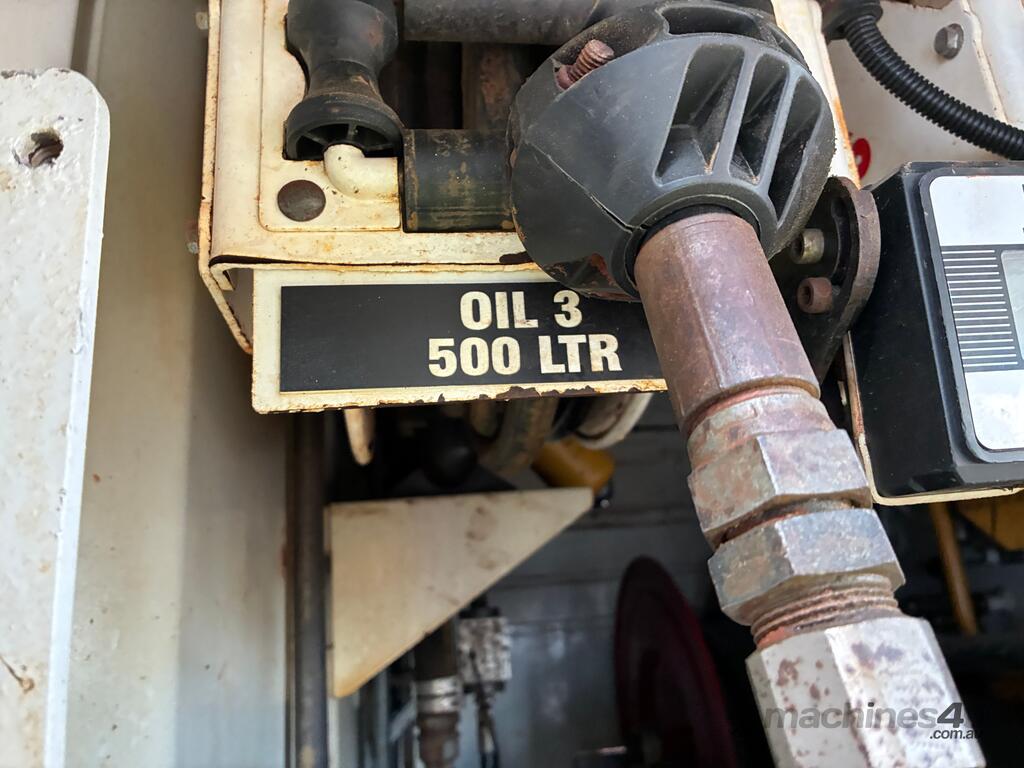 OIL 3
500 LTR
machines4
.com.au